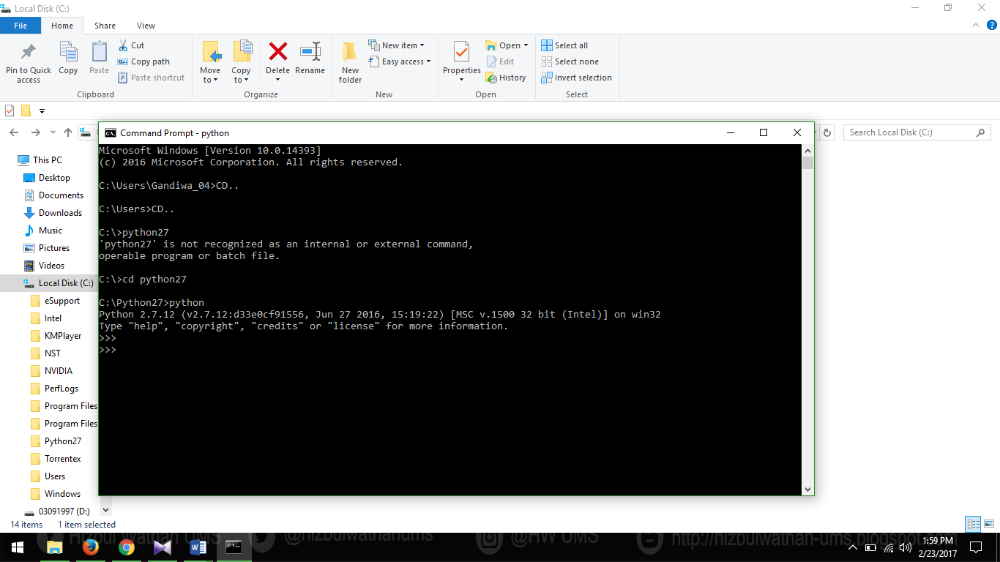 Local Disk (C:)
File Home Share View
Pin to Quick access
Copy
Paste
Cut
Copy path
Paste shortcut
Clipboard
Move to
Copy to
Delete
Rename
Organize
New folder
New item
Easy access
New
Properties
Open
Edit
History
Open
Select all
Select none
Invert selection
Select
Search Local Disk (C:)
This PC
Desktop
Documents
Downloads
Music
Pictures
Videos
Local Disk (C:)
eSupport
Intel
KMPlayer
NST
NVIDIA
PerfLogs
Program Files
Program Files
Python27
Torrentex
Users
Windows
03091997 (D:)
14 items 1 item selected
Command Prompt - python
Microsoft Windows [Version 10.0.14393]
(c) 2016 Microsoft Corporation. All rights reserved.
C:\Users\Gandiwa_04>CD..
C:\Users>CD..
C:\>python27
'python27' is not recognized as an internal or external command,
operable program or batch file.
C:\>cd python27
C:\Python27>python
Python 2.7.12 (v2.7.12:d33e0cf91556, Jun 27 2016, 15:19:22) [MSC v.1500 32 bit (Intel)] on win32
Type "help", "copyright", "credits" or "license" for more information.
>>>
>>>
@hizbulwathanums
@HW UMS
http://hizbulwathan-ums.blogspot.com
1:59 PM
2/23/2017